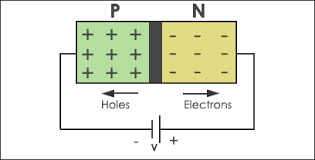 P N
+ + + - - -
+ + + - - -
+ + + - - -
Holes Electrons
- V +